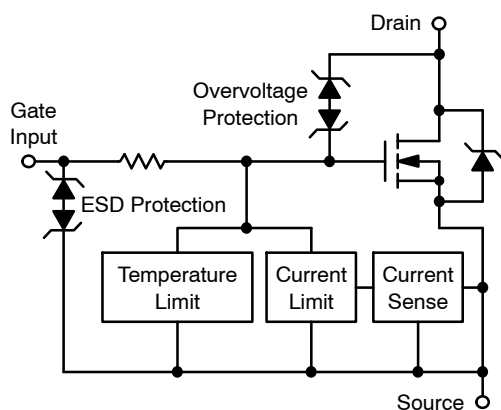 Drain
Overvoltage
Protection
Gate
Input
ESD Protection
Temperature
Limit
Current
Limit
Current
Sense
Source